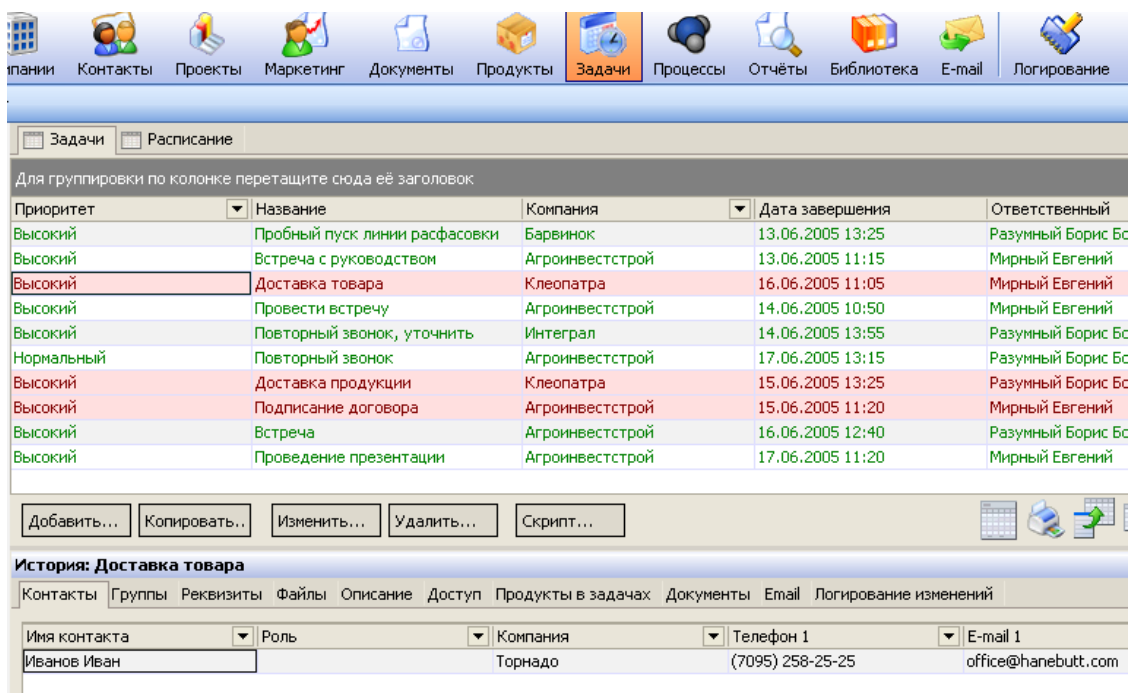 пании Контакты Проекты Маркетинг Документы Продукты Задачи Процессы Отчёты Библиотека E-mail Логирование
Задачи Расписание
Для группировки по колонке перетащите сюда её заголовок
Приоритет Название Компания Дата завершения Ответственный
Высокий Пробный пуск линии расфасовки Барвинок 13.06.2005 13:25 Разумный Борис Бо
Высокий Встреча с руководством Агроинвестстрой 13.06.2005 11:15 Мирный Евгений
Высокий Доставка товара Клеопатра 16.06.2005 11:05 Мирный Евгений
Высокий Провести встречу Агроинвестстрой 14.06.2005 10:50 Мирный Евгений
Высокий Повторный звонок, уточнить Интеграл 14.06.2005 13:55 Разумный Борис Бо
Нормальный Повторный звонок Агроинвестстрой 17.06.2005 13:15 Разумный Борис Бо
Высокий Доставка продукции Клеопатра 15.06.2005 13:25 Разумный Борис Бо
Высокий Подписание договора Агроинвестстрой 15.06.2005 11:20 Мирный Евгений
Высокий Встреча Агроинвестстрой 16.06.2005 12:40 Разумный Борис Бо
Высокий Проведение презентации Агроинвестстрой 17.06.2005 11:20 Мирный Евгений
Добавить... Копировать.. Изменить... Удалить... Скрипт...
История: Доставка товара
Контакты Группы Реквизиты Файлы Описание Доступ Продукты в задачах Документы Email Логирование изменений
Имя контакта Роль Компания Телефон 1 E-mail 1
Иванов Иван Торнадо (7095) 258-25-25 office@hanebutt.com